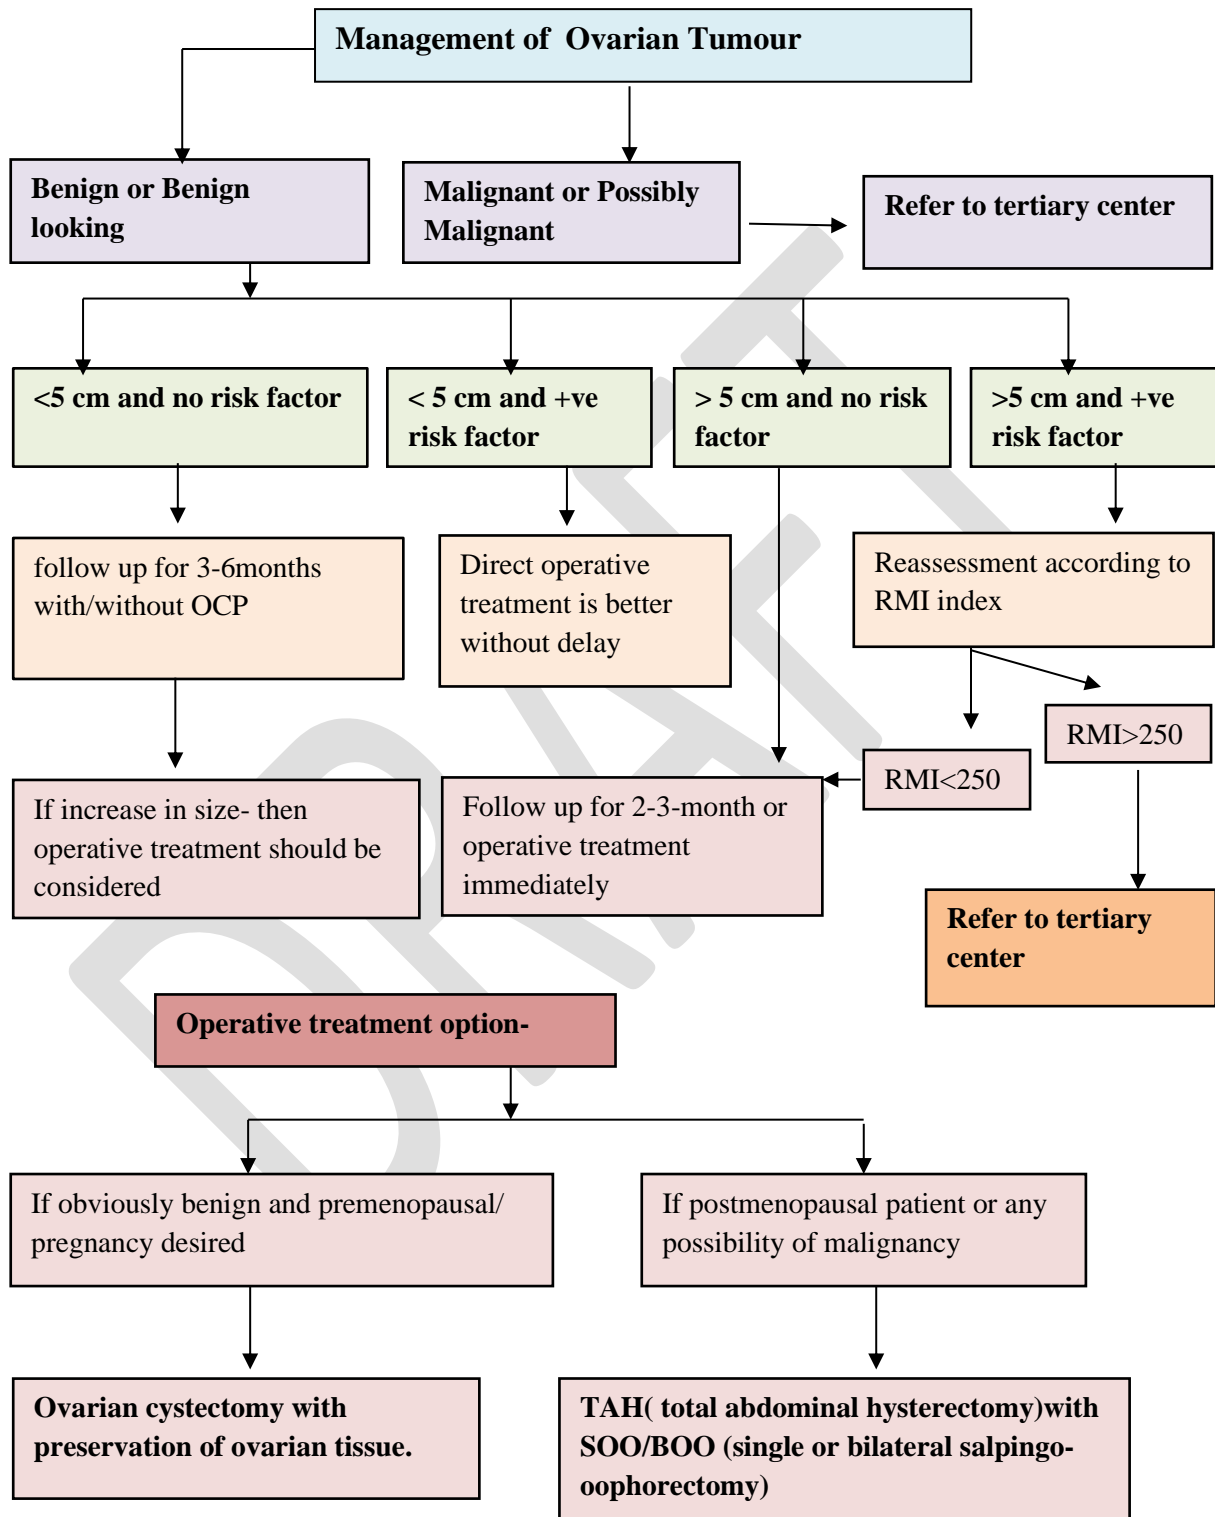 Management of  Ovarian Tumour
Benign or Benign
looking
Malignant or Possibly
Malignant
Refer to tertiary center
<5 cm and no risk factor
< 5 cm and +ve
risk factor
> 5 cm and no risk
factor
>5 cm and +ve
risk factor
follow up for 3-6months
with/without OCP
Direct operative
treatment is better
without delay
Reassessment according to
RMI index
RMI>250
RMI<250
If increase in size- then
operative treatment should be
considered
Follow up for 2-3-month or
operative treatment
immediately
Refer to tertiary
center
Operative treatment option-
If obviously benign and premenopausal/
pregnancy desired
If postmenopausal patient or any
possibility of malignancy
Ovarian cystectomy with
preservation of ovarian tissue.
TAH( total abdominal hysterectomy)with
SOO/BOO (single or bilateral salpingo-
oophorectomy)
DRAFT